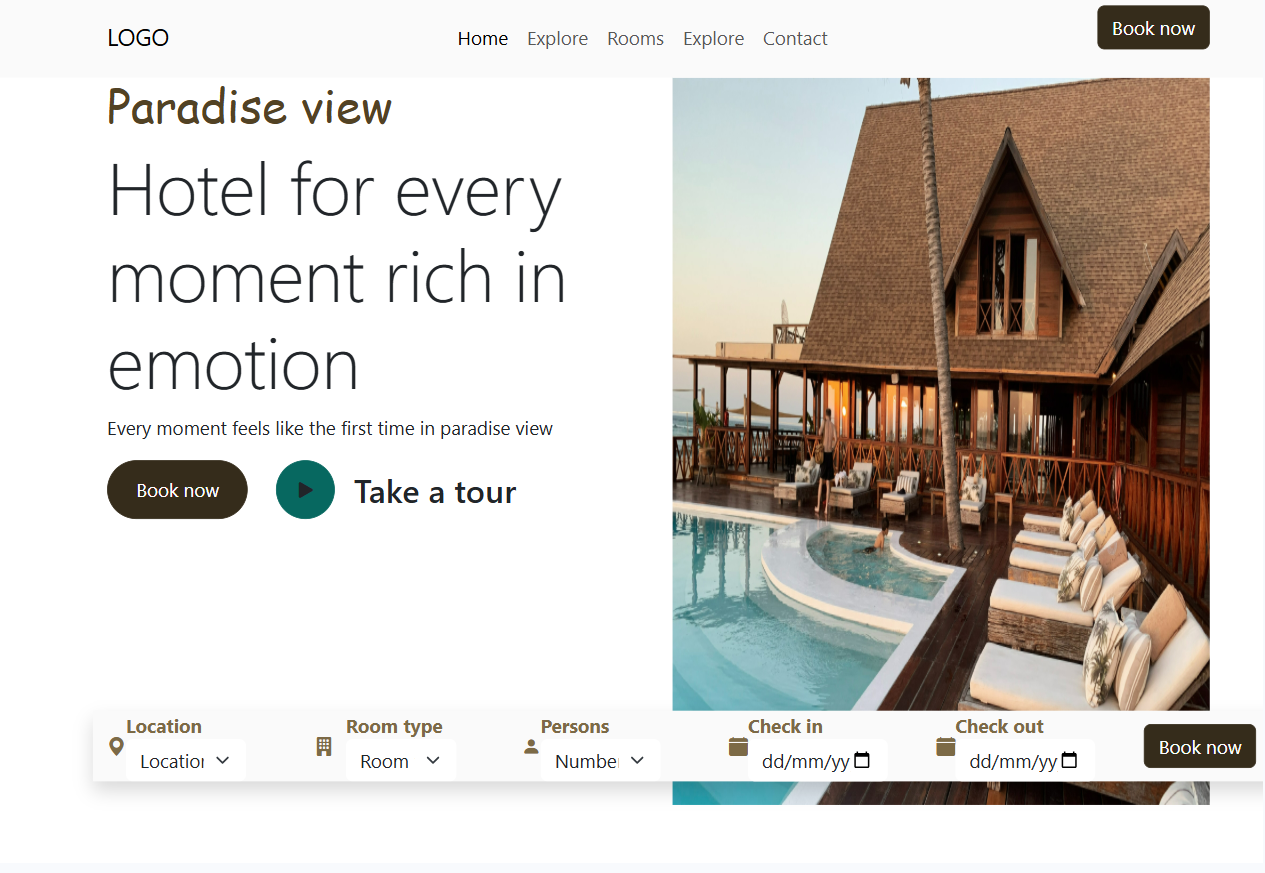 LOGO
Home Explore Rooms Explore Contact
Book now
Paradise view
Hotel for every
moment rich in
emotion
Every moment feels like the first time in paradise view
Book now
Take a tour
Location
Location
Room type
Room
Persons
Number
Check in
dd/mm/yy
Check out
dd/mm/yy
Book now